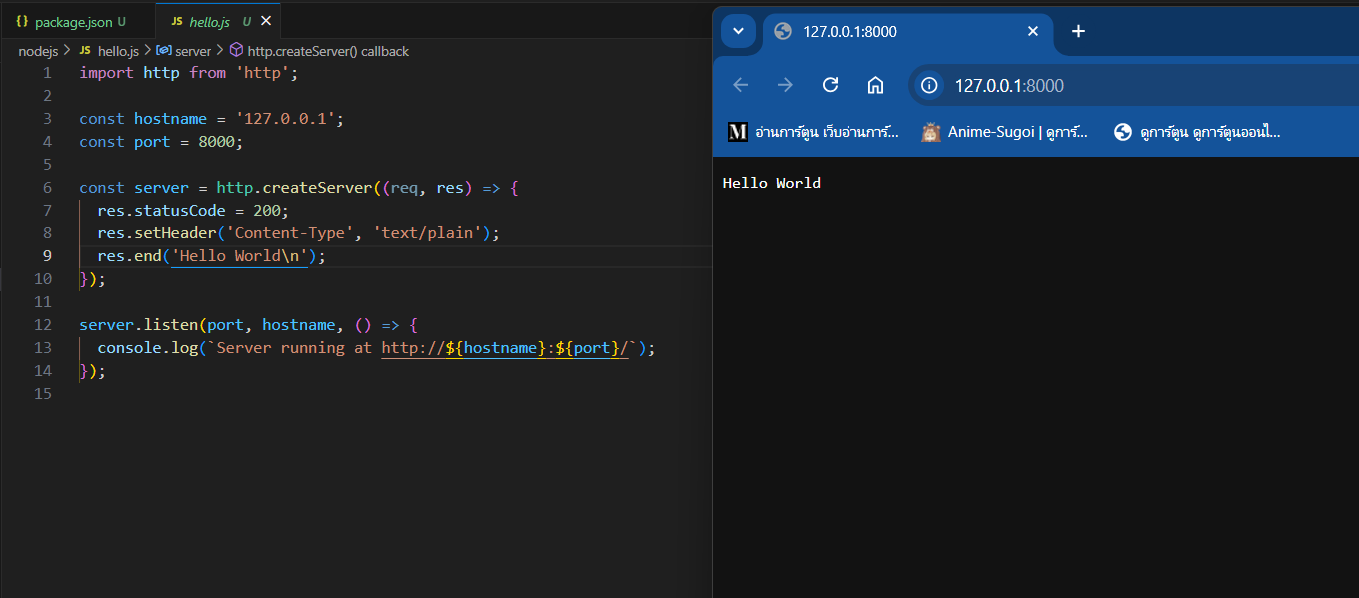 {} package.json U
JS hello.js U
nodejs > JS hello.js > server > http.createServer() callback
1 import http from 'http';
2
3 const hostname = '127.0.0.1';
4 const port = 8000;
5
6 const server = http.createServer((req, res) => {
7 res.statusCode = 200;
8 res.setHeader('Content-Type', 'text/plain');
9 res.end('Hello World\n');
10 });
11
12 server.listen(port, hostname, () => {
13 console.log(`Server running at http://${hostname}:${port}/`);
14 });
15
127.0.0.1:8000
127.0.0.1:8000
M อ่านการ์ตูน เว็บอ่านการ์...
Anime-Sugoi | ดูการ์...
ดูการ์ตูน ดูการ์ตูนออนไ...
Hello World